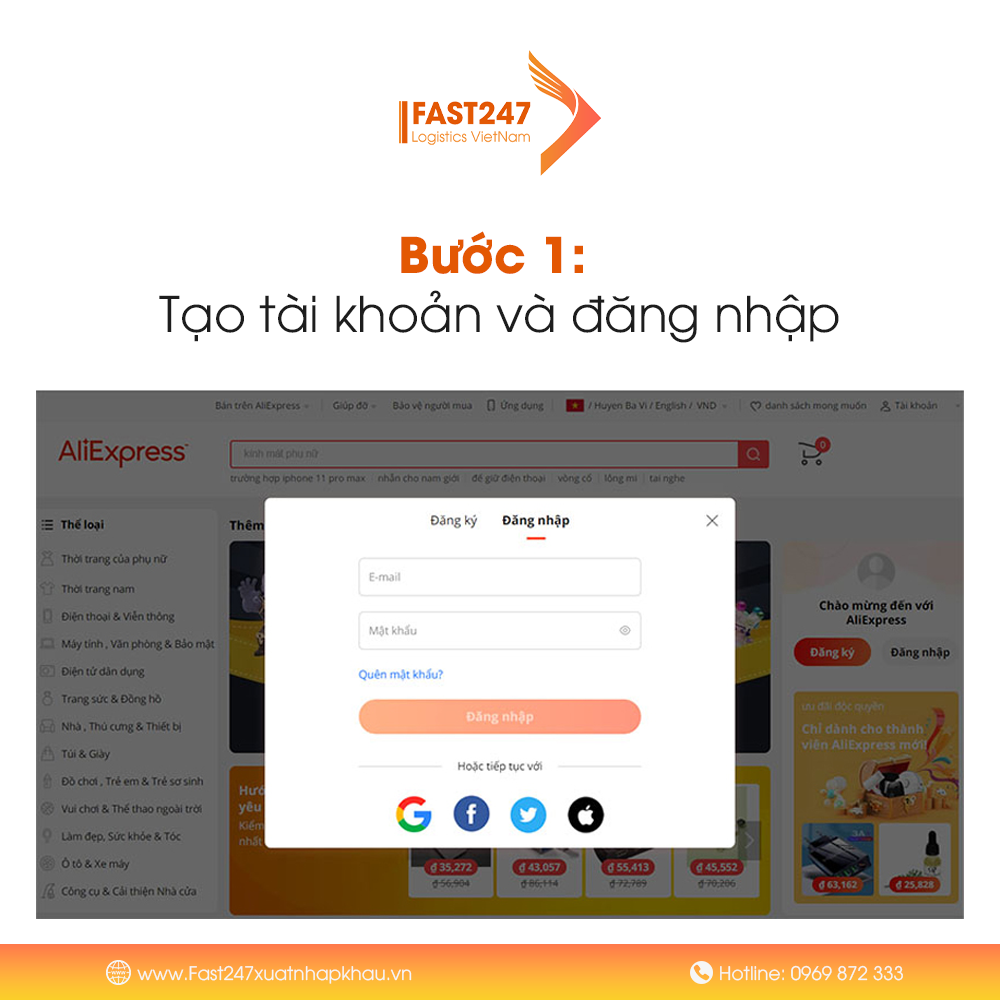 FAST247
Logistics VietNam
Bước 1:
Tạo tài khoản và đăng nhập
Bán trên AliExpress
Giúp đỡ
Bảo vệ người mua
Ứng dụng
/ Huyen Ba Vi / English / VND
danh sách mong muốn
Tài khoản
AliExpress
kính mát phụ nữ
0
trường hợp iphone 11 pro max
nhẫn cho nam giới
đế giữ điện thoại
vòng cổ
lông mi
tai nghe
Thể loại
Thêm
Thời trang của phụ nữ
Thời trang nam
Điện thoại & Viễn thông
Máy tính , Văn phòng & Bảo mật
Điện tử dân dụng
Trang sức & Đồng hồ
Nhà , Thú cưng & Thiết bị
Túi & Giày
Đồ chơi , Trẻ em & Trẻ sơ sinh
Vui chơi & Thể thao ngoài trời
Làm đẹp, Sức khỏe & Tóc
Ô tô & Xe máy
Công cụ & Cải thiện Nhà cửa
Đăng ký
Đăng nhập
E-mail
Mật khẩu
Quên mật khẩu?
Đăng nhập
Hoặc tiếp tục với
Chào mừng đến với
AliExpress
Đăng ký
Đăng nhập
ưu đãi độc quyền
Chỉ dành cho thành
viên AliExpress mới
Hướ
yêu
Kiểm
nhất
₫ 35,272
₫ 56,904
₫ 43,057
₫ 86,114
₫ 55,413
₫ 72,789
₫ 45,552
₫ 70,206
₫ 63,162
₫ 25,828
www.Fast247xuatnhapkhau.vn
Hotline: 0969 872 333